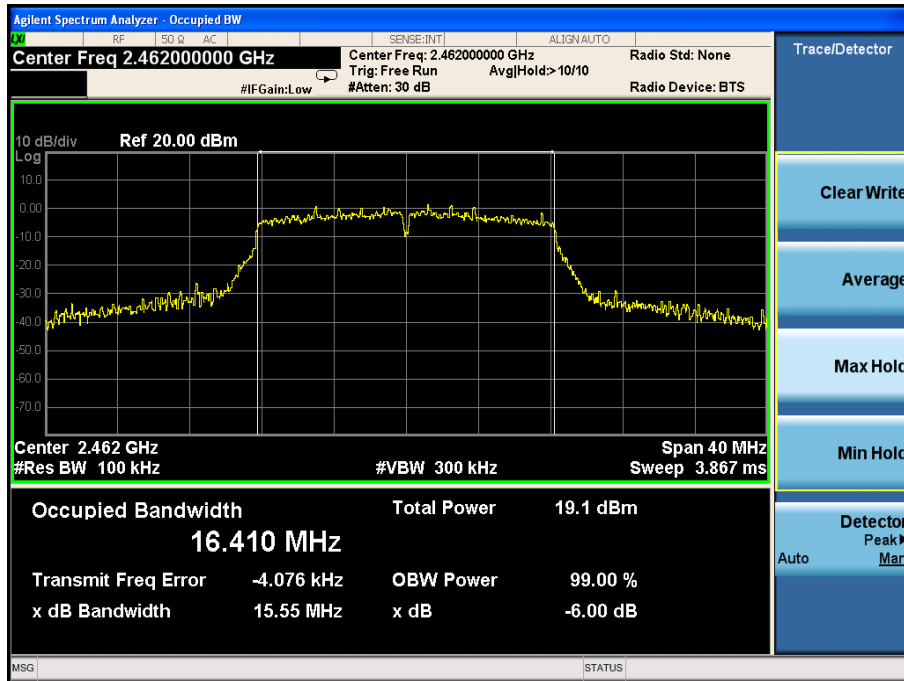 Agilent Spectrum Analyzer - Occupied BW
LXI RF 50 Ω AC SENSE:INT ALIGN AUTO
Center Freq 2.462000000 GHz
Center Freq: 2.462000000 GHz Radio Std: None
Trig: Free Run Avg|Hold:> 10/10
#IFGain:Low #Atten: 30 dB Radio Device: BTS
10 dB/div Ref 20.00 dBm
Log
10.0
0.00
-10.0
-20.0
-30.0
-40.0
-50.0
-60.0
-70.0
Center 2.462 GHz Span 40 MHz
#Res BW 100 kHz #VBW 300 kHz Sweep 3.867 ms
Occupied Bandwidth Total Power 19.1 dBm
16.410 MHz
Transmit Freq Error -4.076 kHz OBW Power 99.00 %
x dB Bandwidth 15.55 MHz x dB -6.00 dB
Trace/Detector
Clear Write
Average
Max Hold
Min Hold
Detector
Peak
Auto Man
MSG STATUS